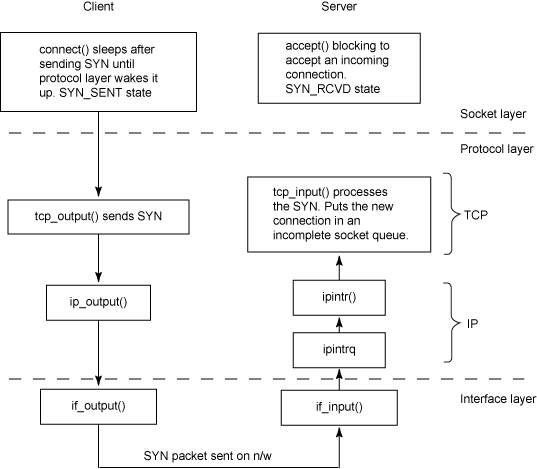 Client
Server
connect() sleeps after
sending SYN until
protocol layer wakes it
up. SYN_SENT state
accept() blocking to
accept an incoming
connection.
SYN_RCVD state
Socket layer
Protocol layer
tcp_output() sends SYN
tcp_input() processes
the SYN. Puts the new
connection in an
incomplete socket queue.
TCP
ip_output()
ipintr()
IP
ipintrq
if_output()
if_input()
Interface layer
SYN packet sent on n/w